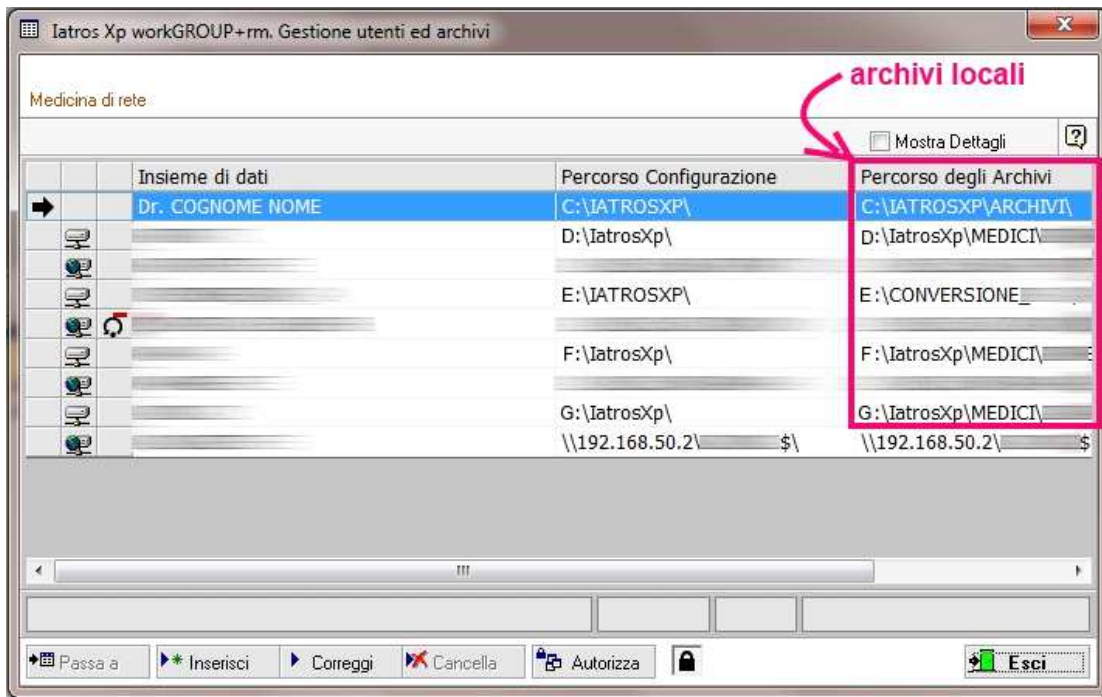 Iatros Xp workGROUP+rm. Gestione utenti ed archivi
archivi locali
Medicina di rete
Mostra Dettagli
Insieme di dati Percorso Configurazione Percorso degli Archivi
Dr. COGNOME NOME C:\IATROSXP\ C:\IATROSXP\ARCHIVI\
D:\IatrosXp\ D:\IatrosXp\MEDICI\
E:\IATROSXP\ E:\CONVERSIONE_
F:\IatrosXp\ F:\IatrosXp\MEDICI\
G:\IatrosXp\ G:\IatrosXp\MEDICI\
\\192.168.50.2\ $\ \\192.168.50.2\ $
Passa a Inserisci Correggi Cancella Autorizza Esci